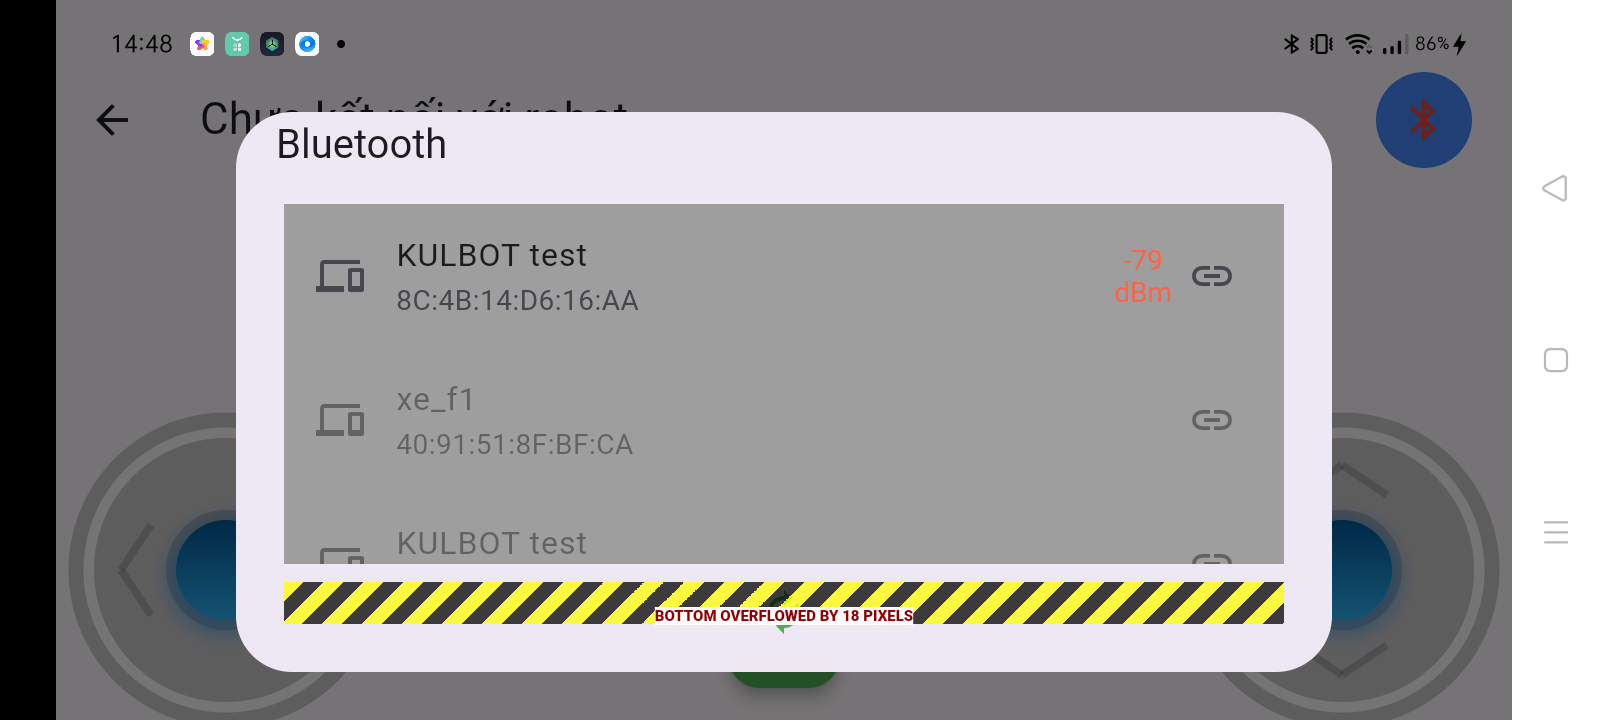 14:48
86%
Chưa kết nối với robot
Bluetooth
KULBOT test
8C:4B:14:D6:16:AA
-79
dBm
xe_f1
40:91:51:8F:BF:CA
KULBOT test
BOTTOM OVERFLOWED BY 18 PIXELS